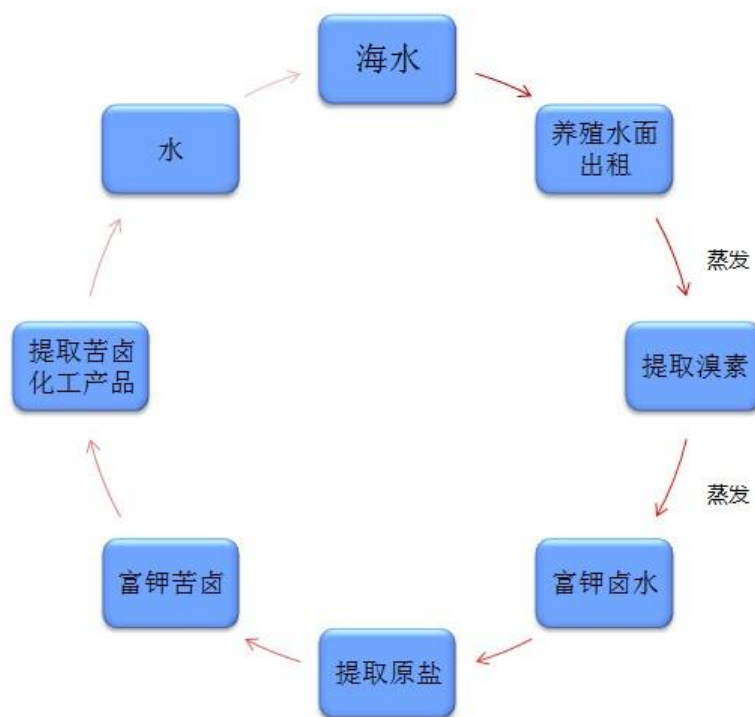 海水
养殖水面
出租
蒸发
提取溴素
蒸发
富钾卤水
提取原盐
富钾苦卤
提取苦卤
化工产品
水